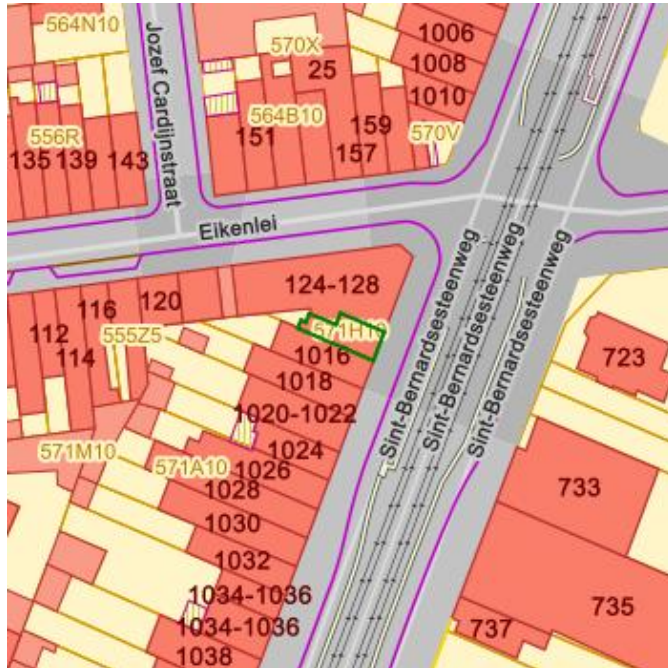 564N10
570X
1006
1008
1010
25
564B10
556R
135
139
143
Jozef Cardijnstraat
151
157
159
570V
Eikenlei
124-128
112
114
116
120
555Z5
571H10
1016
1018
1020-1022
1024
1026
1028
1030
1032
1034-1036
1034-1036
1038
571M10
571A10
Sint-Bernardsesteenweg
Sint-Bernardsesteenweg
Sint-Bernardsesteenweg
723
733
735
737